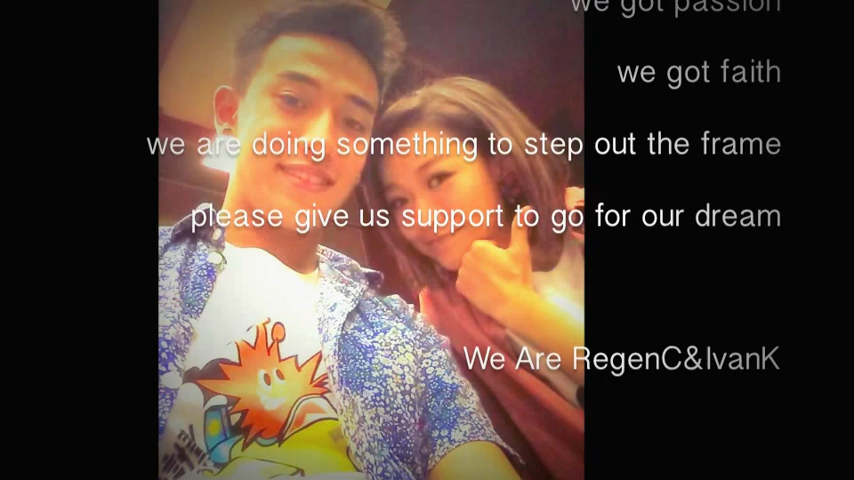 we got passion
we got faith
we are doing something to step out the frame
please give us support to go for our dream
We Are RegenC&IvanK